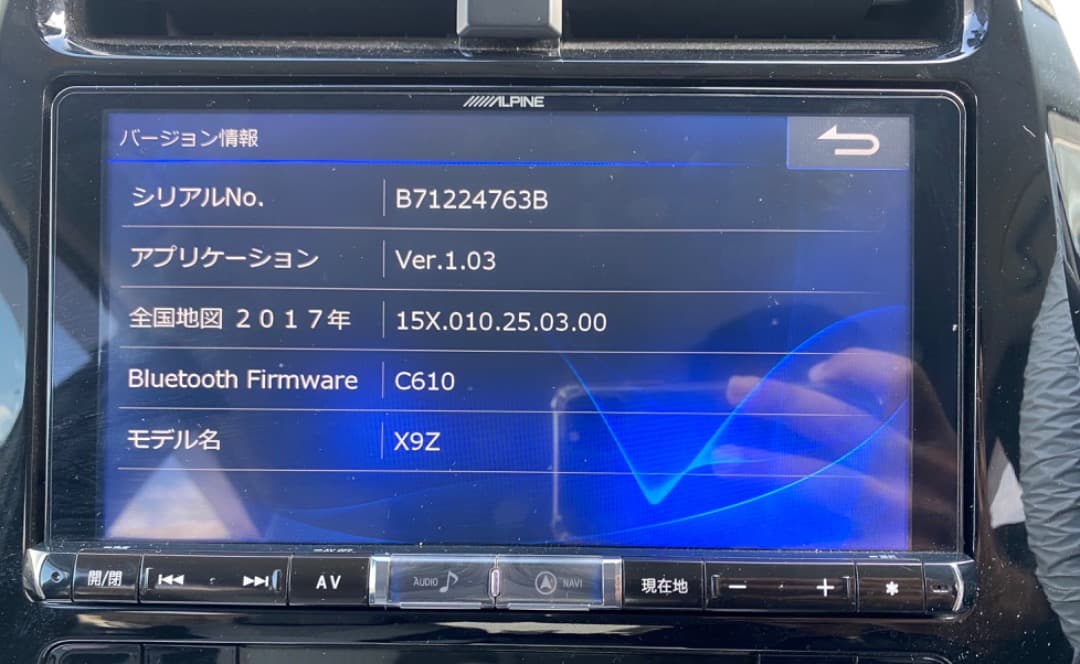 ALPINE
バージョン情報
シリアルNo. B71224763B
アプリケーション Ver.1.03
全国地図 2017年 15X.010.25.03.00
Bluetooth Firmware C610
モデル名 X9Z
開/閉 AV AUDIO NAVI 現在地 − + *